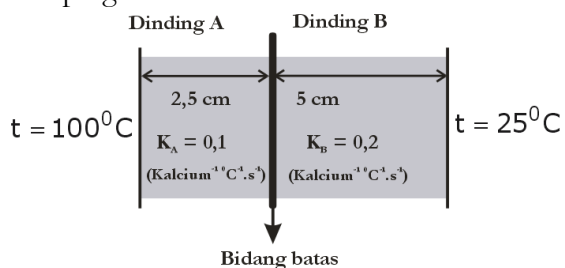 Dinding A
Dinding B
2,5 cm
5 cm
t = 100⁰C
t = 25⁰C
K_A = 0,1
K_B = 0,2
(Kalcium⁻¹ ⁰C⁻¹.s⁻¹)
(Kalcium⁻¹ ⁰C⁻¹.s⁻¹)
Bidang batas